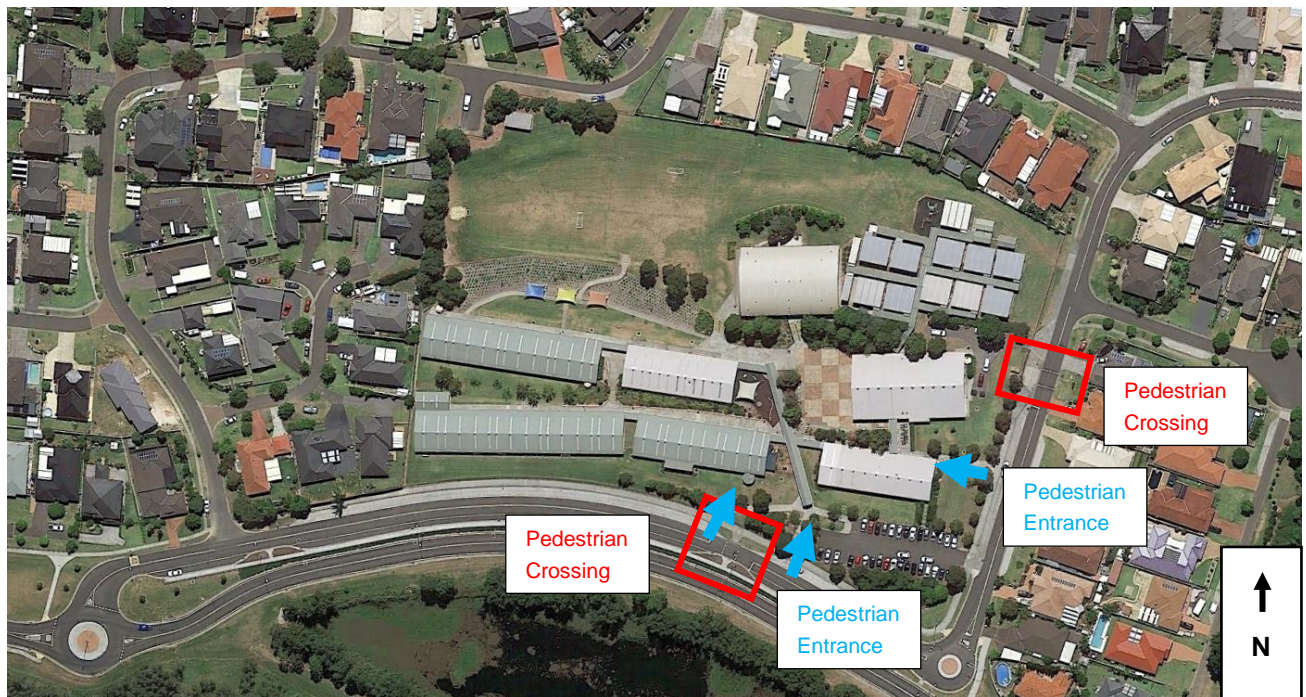 Pedestrian
Crossing
Pedestrian
Entrance
Pedestrian
Crossing
Pedestrian
Entrance
N